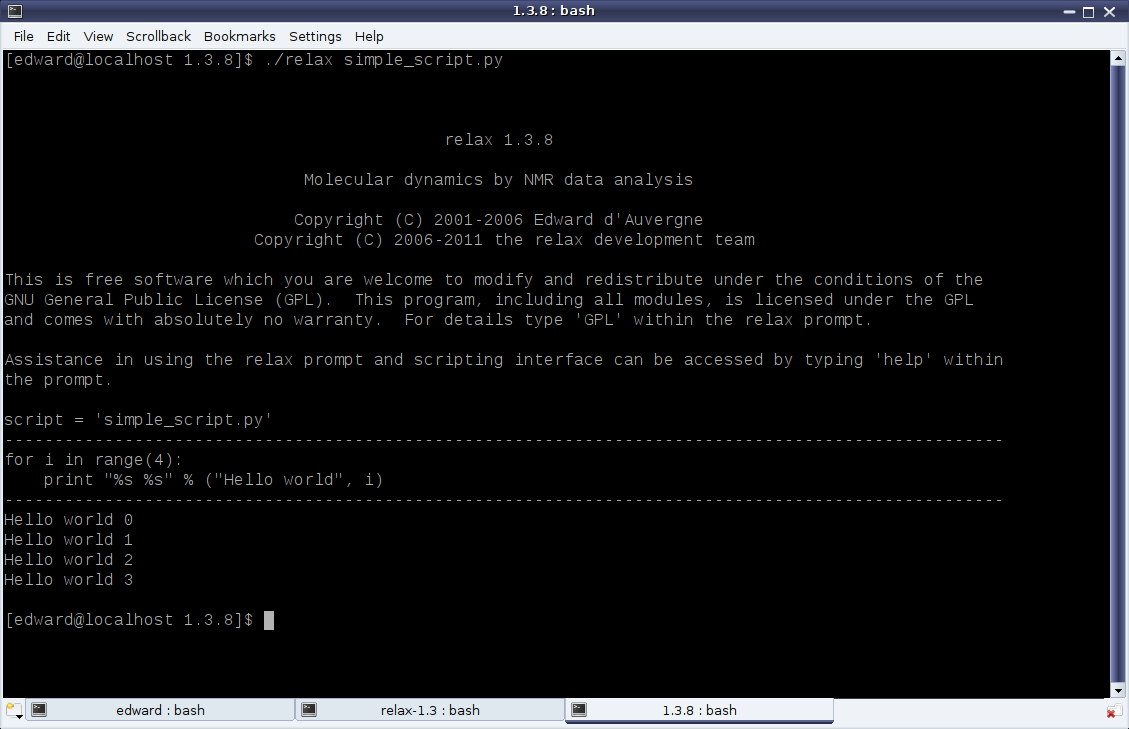 1.3.8 : bash
File Edit View Scrollback Bookmarks Settings Help
[edward@localhost 1.3.8]$ ./relax simple_script.py
relax 1.3.8
Molecular dynamics by NMR data analysis
Copyright (C) 2001-2006 Edward d'Auvergne
Copyright (C) 2006-2011 the relax development team
This is free software which you are welcome to modify and redistribute under the conditions of the
GNU General Public License (GPL).  This program, including all modules, is licensed under the GPL
and comes with absolutely no warranty.  For details type 'GPL' within the relax prompt.
Assistance in using the relax prompt and scripting interface can be accessed by typing 'help' within
the prompt.
script = 'simple_script.py'
----------------------------------------------------------------------------------------------------
for i in range(4):
    print "%s %s" % ("Hello world", i)
----------------------------------------------------------------------------------------------------
Hello world 0
Hello world 1
Hello world 2
Hello world 3
[edward@localhost 1.3.8]$
edward : bash relax-1.3 : bash 1.3.8 : bash